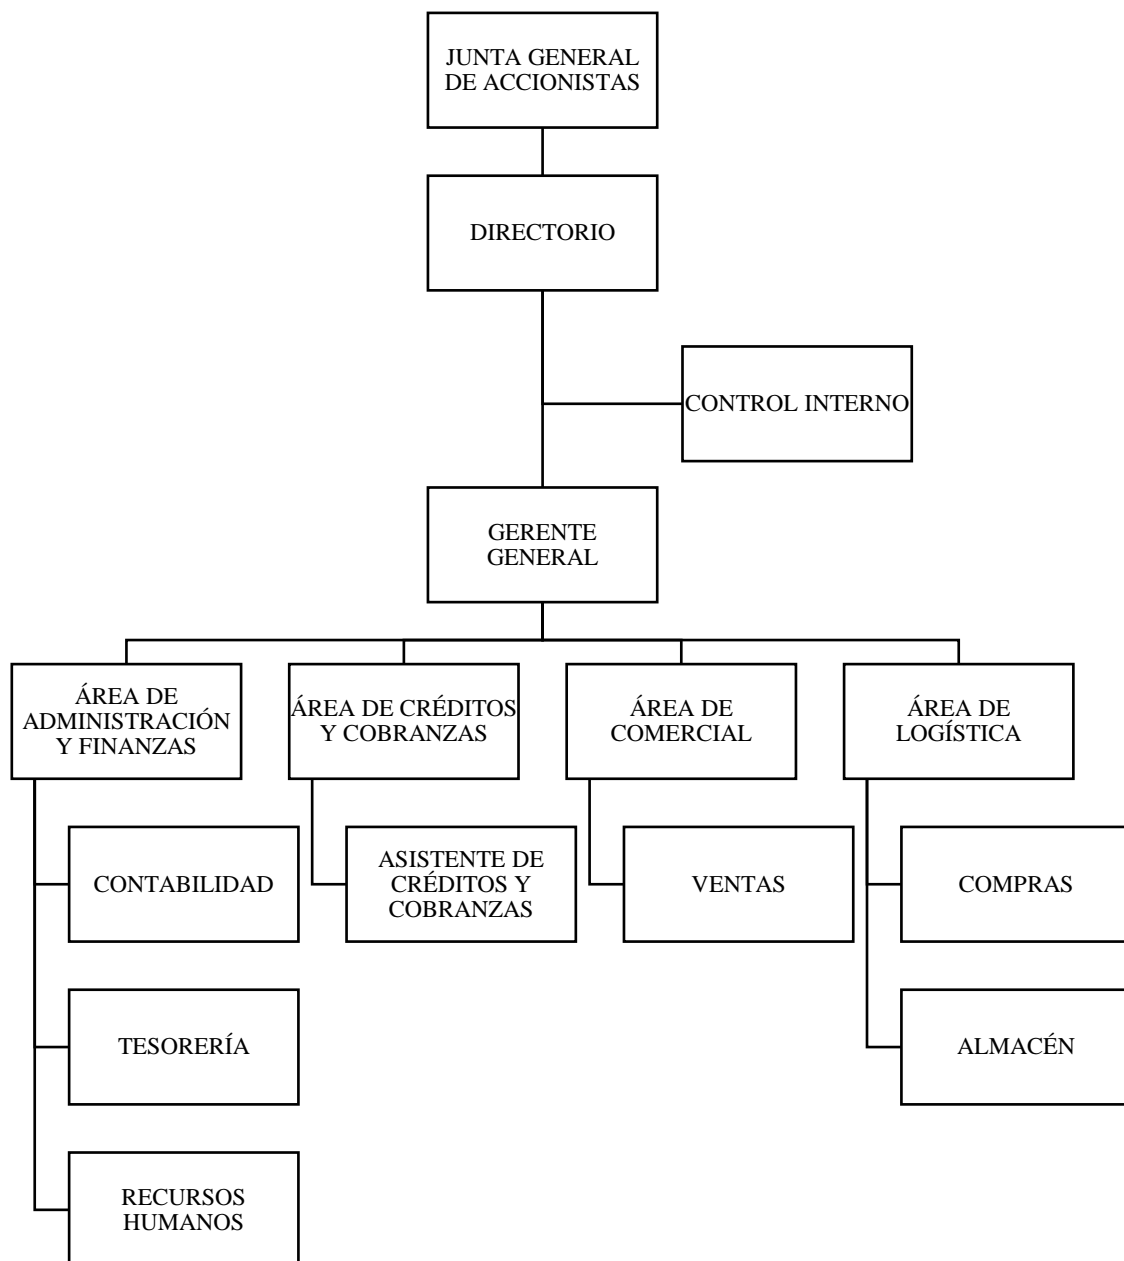 JUNTA GENERAL
DE ACCIONISTAS
DIRECTORIO
CONTROL INTERNO
GERENTE
GENERAL
ÁREA DE
ADMINISTRACIÓN
Y FINANZAS
ÁREA DE CRÉDITOS
Y COBRANZAS
ÁREA DE
COMERCIAL
ÁREA DE
LOGÍSTICA
CONTABILIDAD
ASISTENTE DE
CRÉDITOS Y
COBRANZAS
VENTAS
COMPRAS
TESORERÍA
ALMACÉN
RECURSOS
HUMANOS